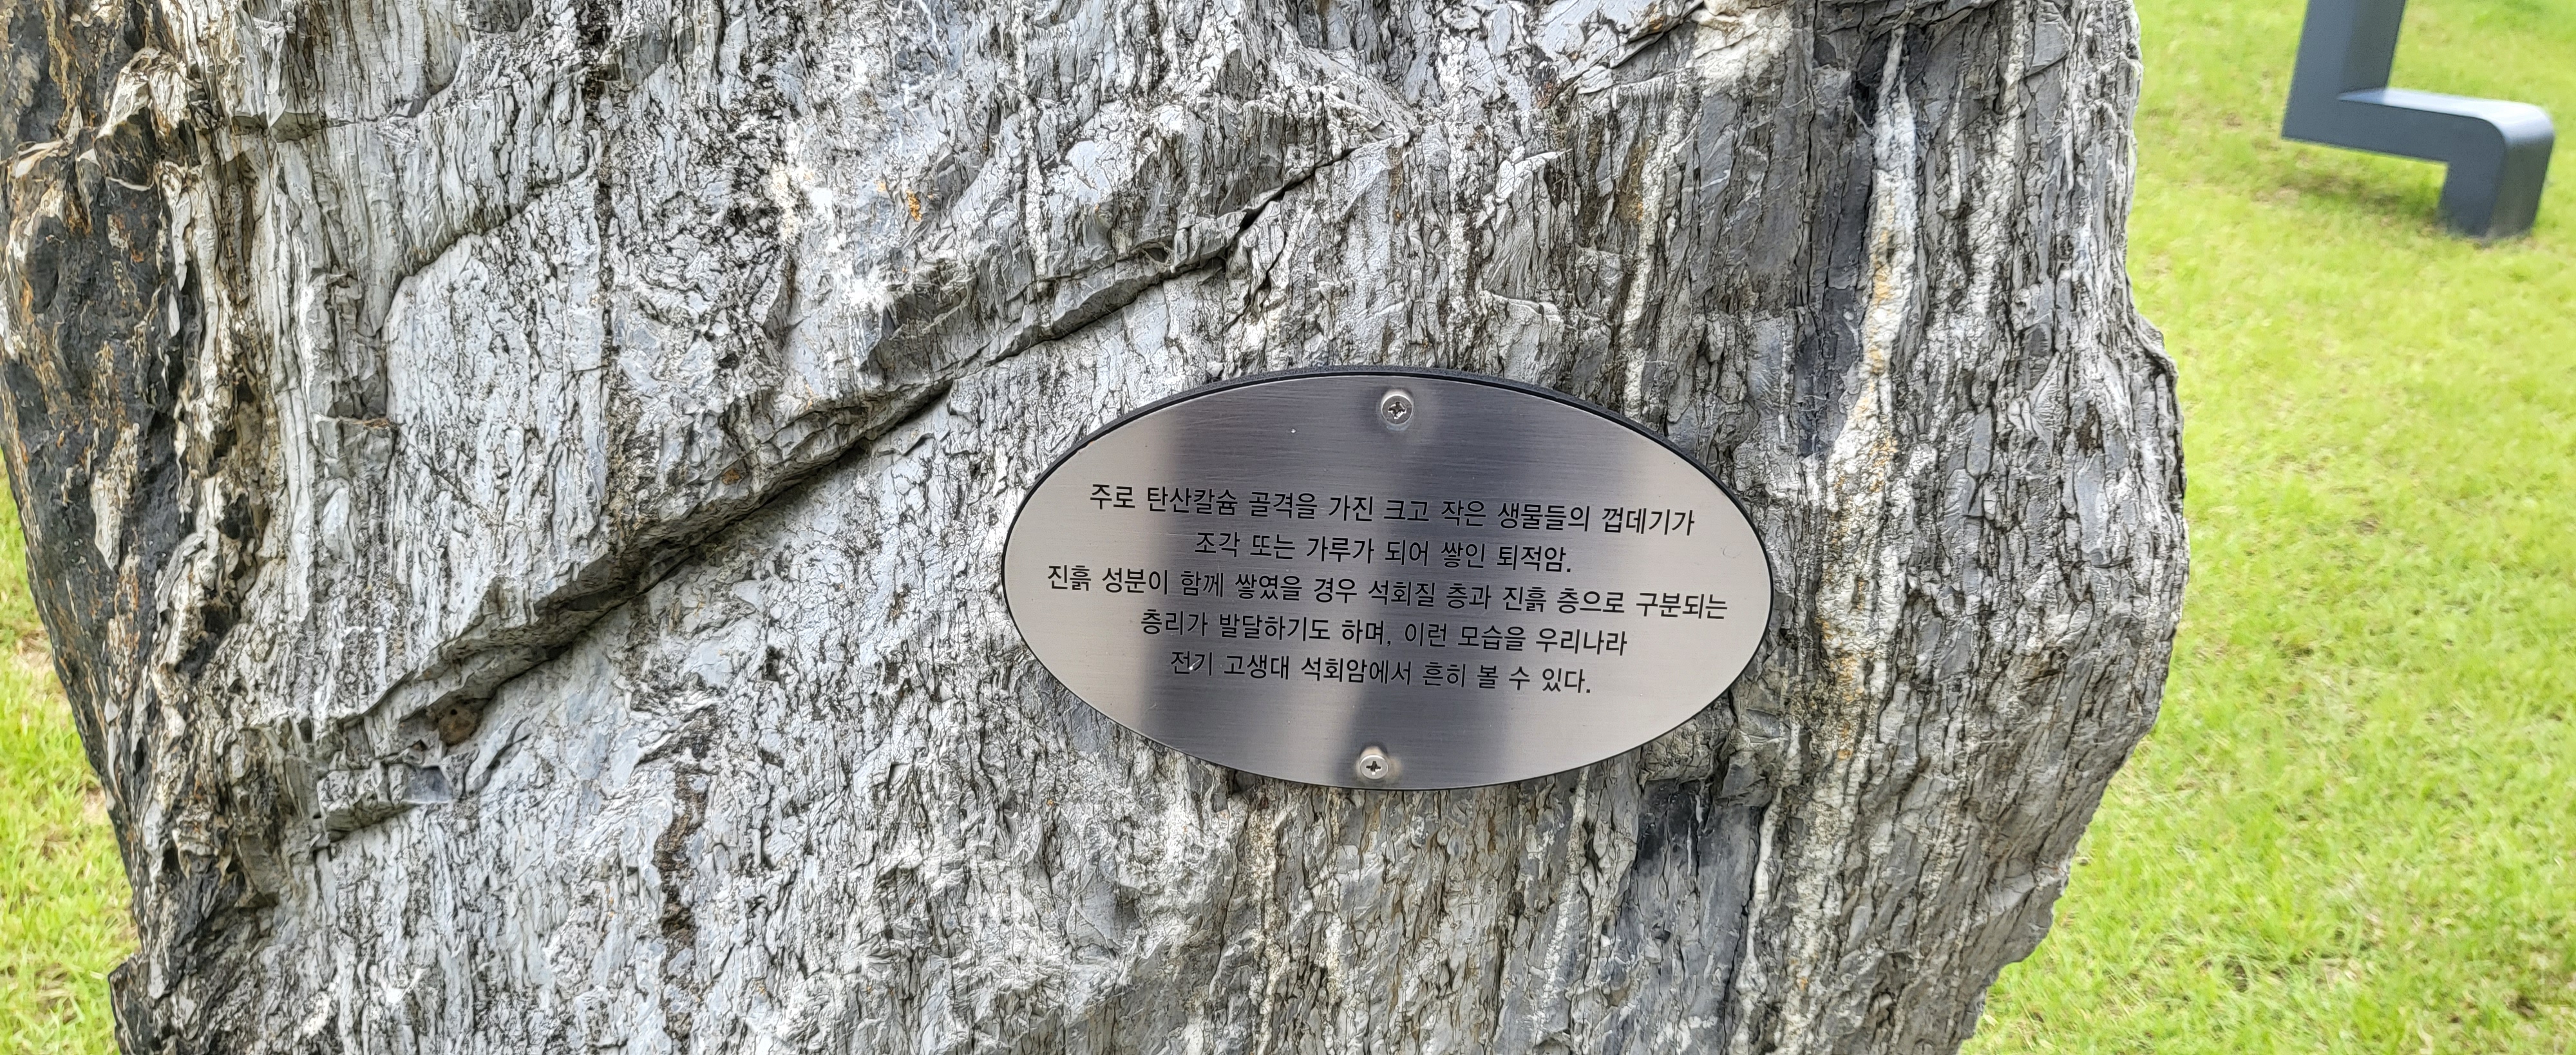 주로 탄산칼슘 골격을 가진 크고 작은 생물들의 껍데기가
조각 또는 가루가 되어 쌓인 퇴적암.
진흙 성분이 함께 쌓였을 경우 석회질 층과 진흙 층으로 구분되는
층리가 발달하기도 하며, 이런 모습을 우리나라
전기 고생대 석회암에서 흔히 볼 수 있다.